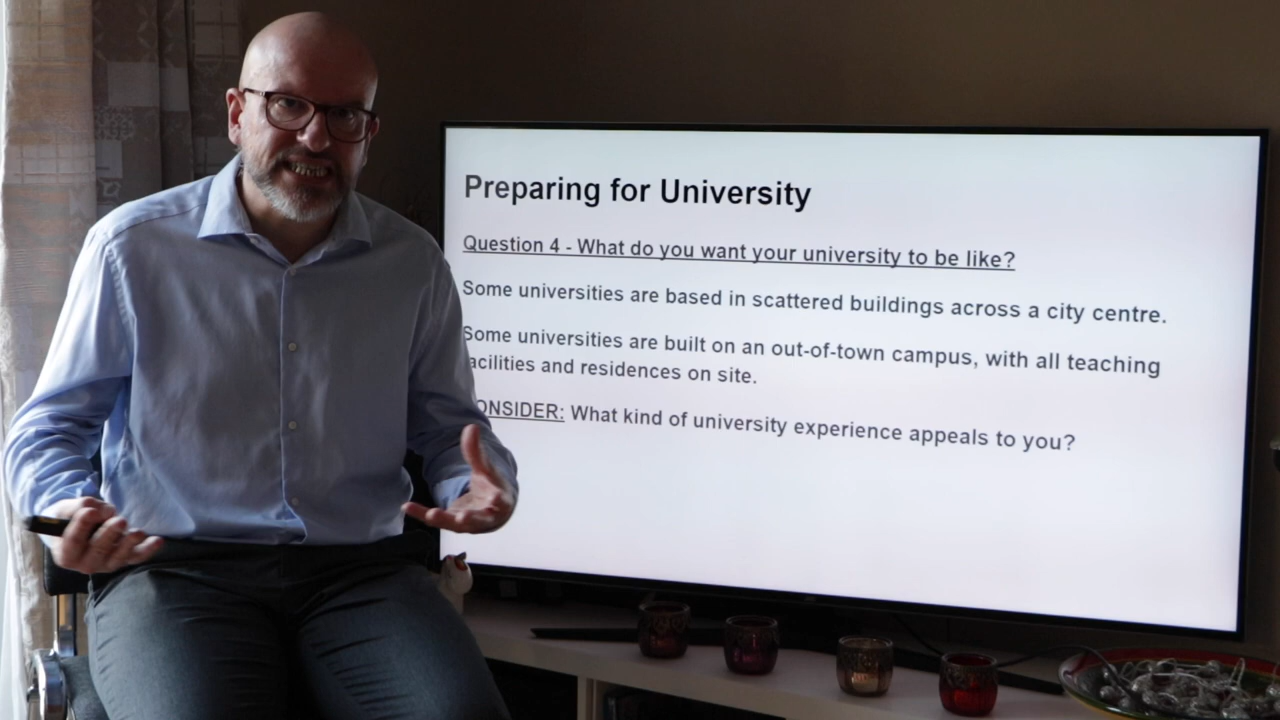 Preparing for University
Question 4 - What do you want your university to be like?
Some universities are based in scattered buildings across a city centre.
Some universities are built on an out-of-town campus, with all teaching
acilities and residences on site.
ONSIDER: What kind of university experience appeals to you?